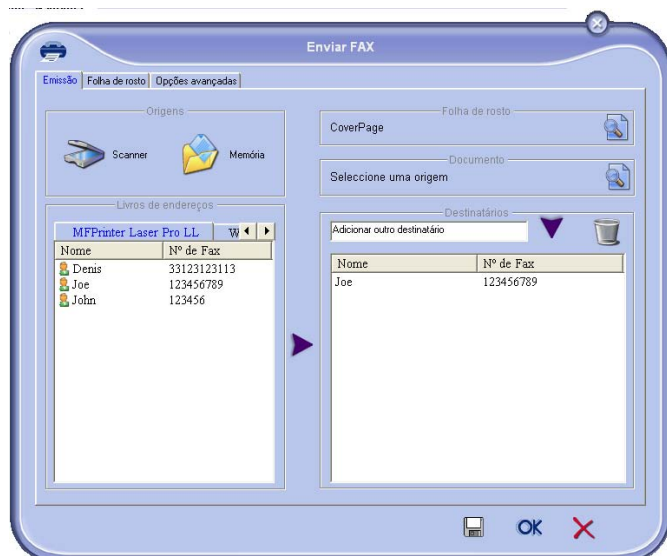 Enviar FAX
Emissão Folha de rosto Opções avançadas
Origens
Scanner Memória
Folha de rosto
CoverPage
Documento
Seleccione uma origem
Livros de endereços
MFPrinter Laser Pro LL W
Nome Nº de Fax
Denis 33123123113
Joe 123456789
John 123456
Destinatários
Adicionar outro destinatário
Nome Nº de Fax
Joe 123456789
OK